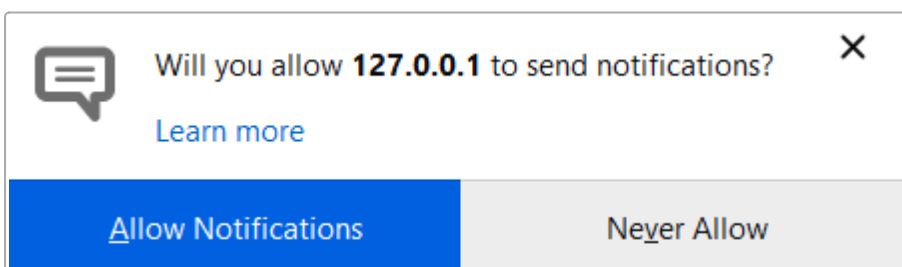 Will you allow 127.0.0.1 to send notifications?
Learn more
Allow Notifications
Never Allow